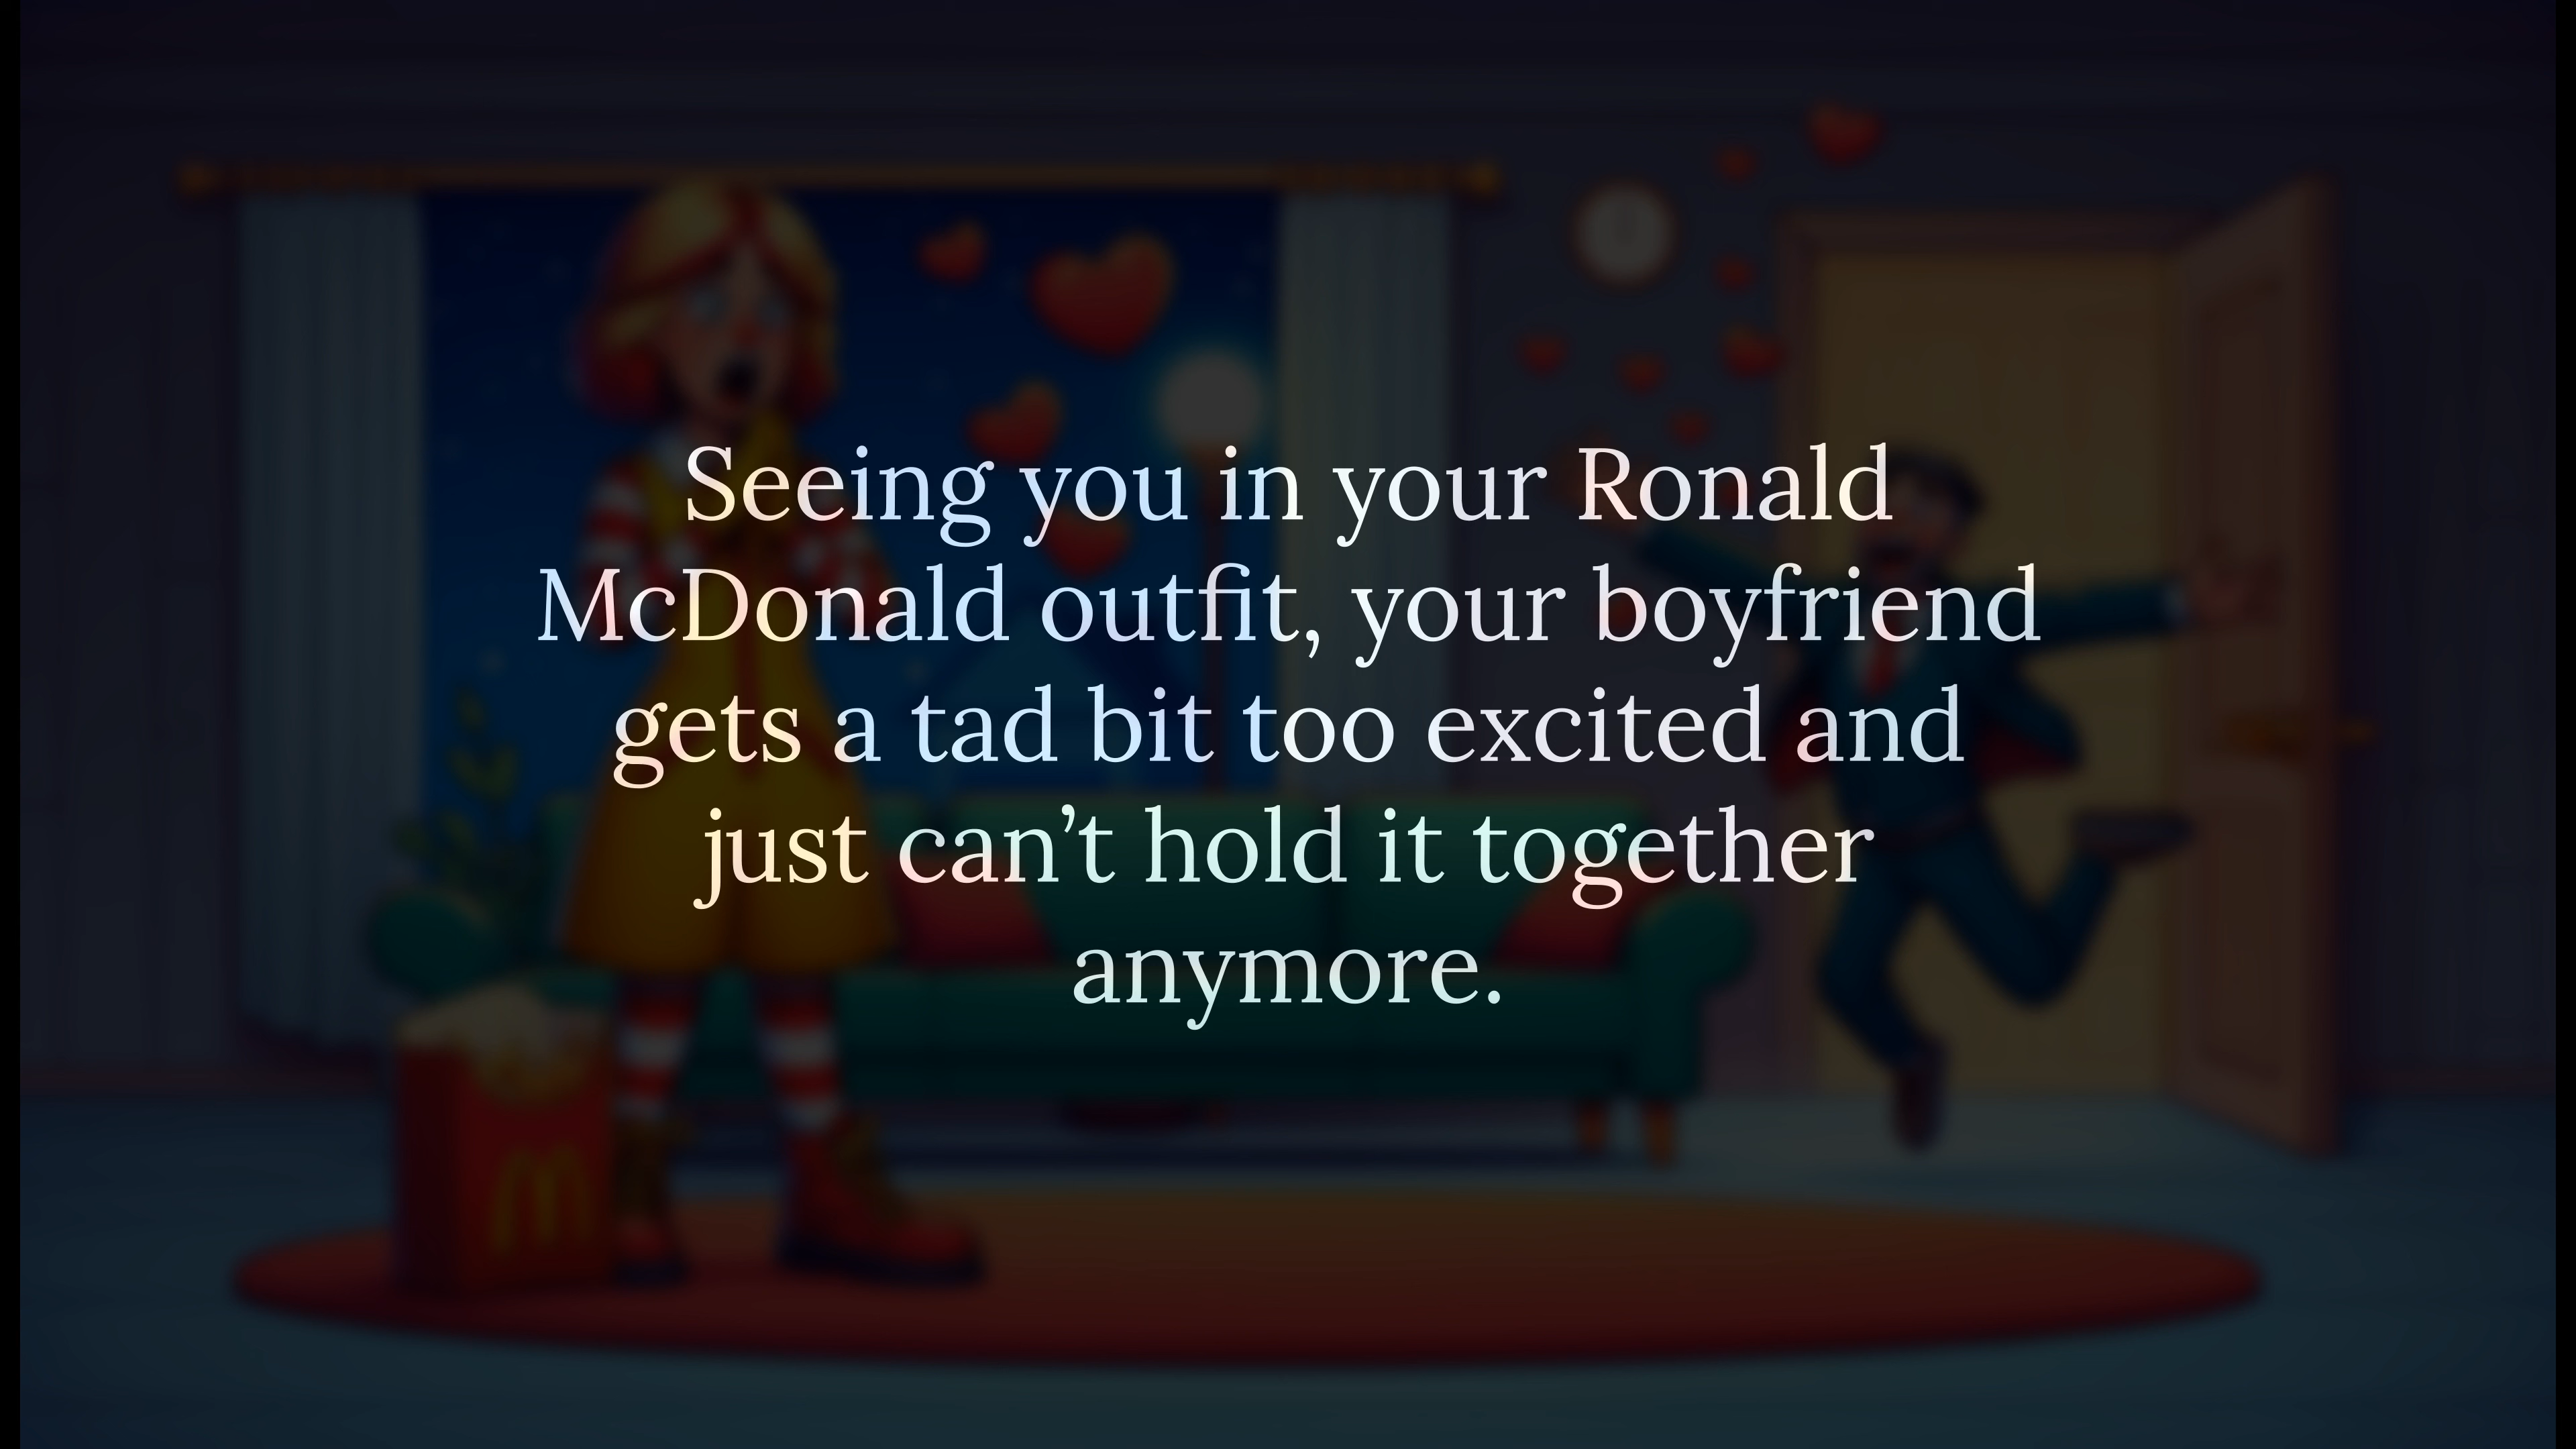 Seeing you in your Ronald
McDonald outfit, your boyfriend
gets a tad bit too excited and
just can’t hold it together
anymore.